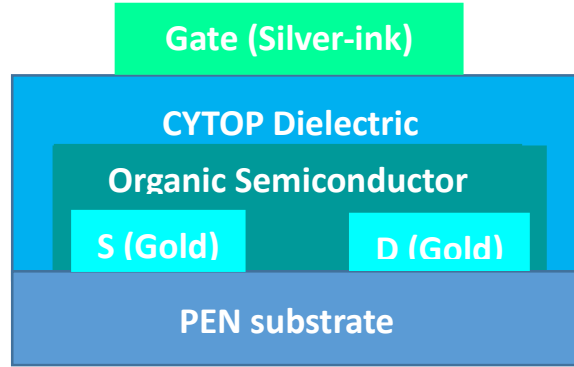 Gate (Silver-ink)
CYTOP Dielectric
Organic Semiconductor
S (Gold)
D (Gold)
PEN substrate